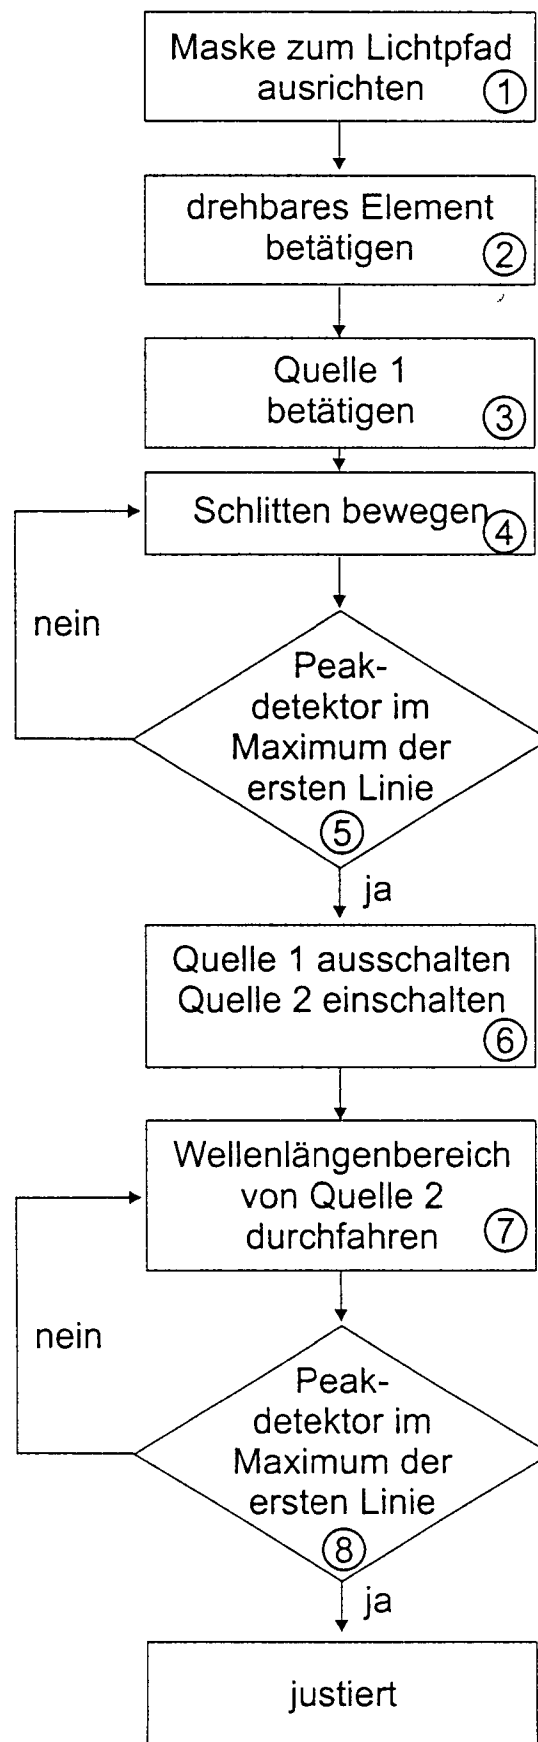 Maske zum Lichtpfad
ausrichten ①
drehbares Element
betätigen ②
Quelle 1
betätigen ③
Schlitten bewegen ④
nein
Peak-
detektor im
Maximum der
ersten Linie
⑤
ja
Quelle 1 ausschalten
Quelle 2 einschalten
⑥
Wellenlängenbereich
von Quelle 2
durchfahren ⑦
nein
Peak-
detektor im
Maximum der
ersten Linie
⑧
ja
justiert